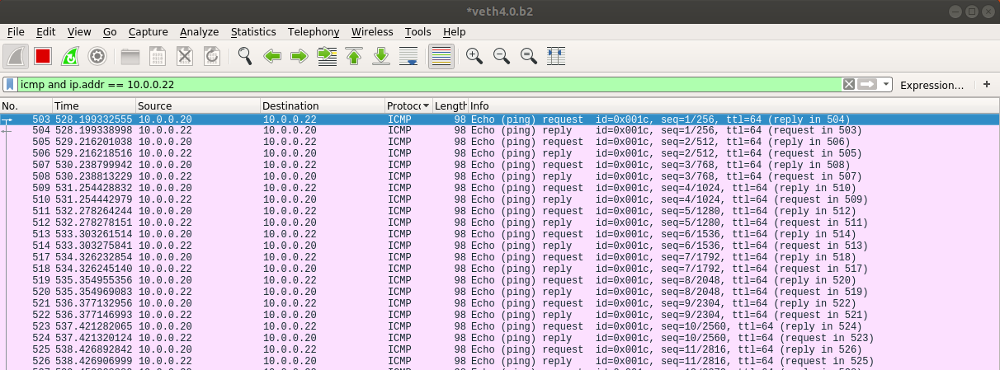 *veth4.0.b2
File Edit View Go Capture Analyze Statistics Telephony Wireless Tools Help
icmp and ip.addr == 10.0.0.22 Expression... +
No. Time Source Destination Protocc Length Info
503 528.199332555 10.0.0.20 10.0.0.22 ICMP 98 Echo (ping) request id=0x001c, seq=1/256, ttl=64 (reply in 504)
504 528.199338998 10.0.0.22 10.0.0.20 ICMP 98 Echo (ping) reply id=0x001c, seq=1/256, ttl=64 (request in 503)
505 529.216201038 10.0.0.20 10.0.0.22 ICMP 98 Echo (ping) request id=0x001c, seq=2/512, ttl=64 (reply in 506)
506 529.216218516 10.0.0.22 10.0.0.20 ICMP 98 Echo (ping) reply id=0x001c, seq=2/512, ttl=64 (request in 505)
507 530.238799942 10.0.0.20 10.0.0.22 ICMP 98 Echo (ping) request id=0x001c, seq=3/768, ttl=64 (reply in 508)
508 530.238813229 10.0.0.22 10.0.0.20 ICMP 98 Echo (ping) reply id=0x001c, seq=3/768, ttl=64 (request in 507)
509 531.254428832 10.0.0.20 10.0.0.22 ICMP 98 Echo (ping) request id=0x001c, seq=4/1024, ttl=64 (reply in 510)
510 531.254442979 10.0.0.22 10.0.0.20 ICMP 98 Echo (ping) reply id=0x001c, seq=4/1024, ttl=64 (request in 509)
511 532.278264244 10.0.0.20 10.0.0.22 ICMP 98 Echo (ping) request id=0x001c, seq=5/1280, ttl=64 (reply in 512)
512 532.278278151 10.0.0.22 10.0.0.20 ICMP 98 Echo (ping) reply id=0x001c, seq=5/1280, ttl=64 (request in 511)
513 533.303261514 10.0.0.20 10.0.0.22 ICMP 98 Echo (ping) request id=0x001c, seq=6/1536, ttl=64 (reply in 514)
514 533.303275841 10.0.0.22 10.0.0.20 ICMP 98 Echo (ping) reply id=0x001c, seq=6/1536, ttl=64 (request in 513)
517 534.326232854 10.0.0.20 10.0.0.22 ICMP 98 Echo (ping) request id=0x001c, seq=7/1792, ttl=64 (reply in 518)
518 534.326245140 10.0.0.22 10.0.0.20 ICMP 98 Echo (ping) reply id=0x001c, seq=7/1792, ttl=64 (request in 517)
519 535.354955356 10.0.0.20 10.0.0.22 ICMP 98 Echo (ping) request id=0x001c, seq=8/2048, ttl=64 (reply in 520)
520 535.354969083 10.0.0.22 10.0.0.20 ICMP 98 Echo (ping) reply id=0x001c, seq=8/2048, ttl=64 (request in 519)
521 536.377132956 10.0.0.20 10.0.0.22 ICMP 98 Echo (ping) request id=0x001c, seq=9/2304, ttl=64 (reply in 522)
522 536.377146993 10.0.0.22 10.0.0.20 ICMP 98 Echo (ping) reply id=0x001c, seq=9/2304, ttl=64 (request in 521)
523 537.421282065 10.0.0.20 10.0.0.22 ICMP 98 Echo (ping) request id=0x001c, seq=10/2560, ttl=64 (reply in 524)
524 537.421320124 10.0.0.22 10.0.0.20 ICMP 98 Echo (ping) reply id=0x001c, seq=10/2560, ttl=64 (request in 523)
525 538.426892842 10.0.0.20 10.0.0.22 ICMP 98 Echo (ping) request id=0x001c, seq=11/2816, ttl=64 (reply in 526)
526 538.426906999 10.0.0.22 10.0.0.20 ICMP 98 Echo (ping) reply id=0x001c, seq=11/2816, ttl=64 (request in 525)